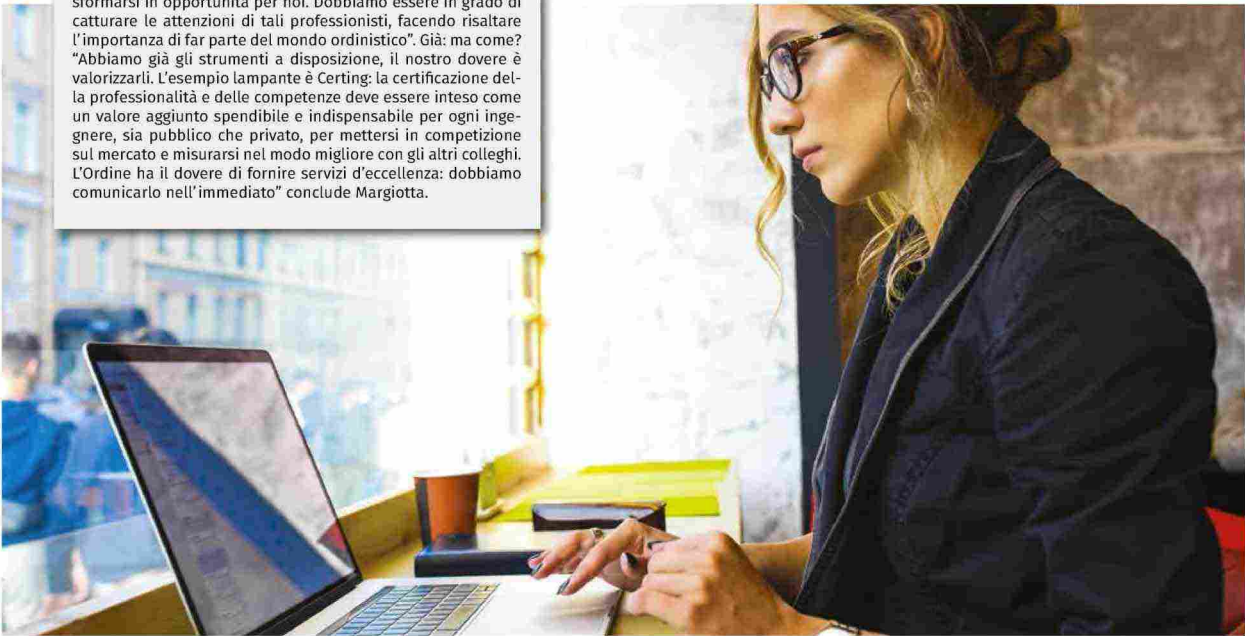 sformarsi in opportunità per noi. Dobbiamo essere in grado di
catturare le attenzioni di tali professionisti, facendo risaltare
l'importanza di far parte del mondo ordinistico”. Già: ma come?
“Abbiamo già gli strumenti a disposizione, il nostro dovere è
valorizzarli. L'esempio lampante è Certing: la certificazione del-
la professionalità e delle competenze deve essere inteso come
un valore aggiunto spendibile e indispensabile per ogni inge-
gnere, sia pubblico che privato, per mettersi in competizione
sul mercato e misurarsi nel modo migliore con gli altri colleghi.
L'Ordine ha il dovere di fornire servizi d'eccellenza: dobbiamo
comunicarlo nell'immediato” conclude Margiotta.